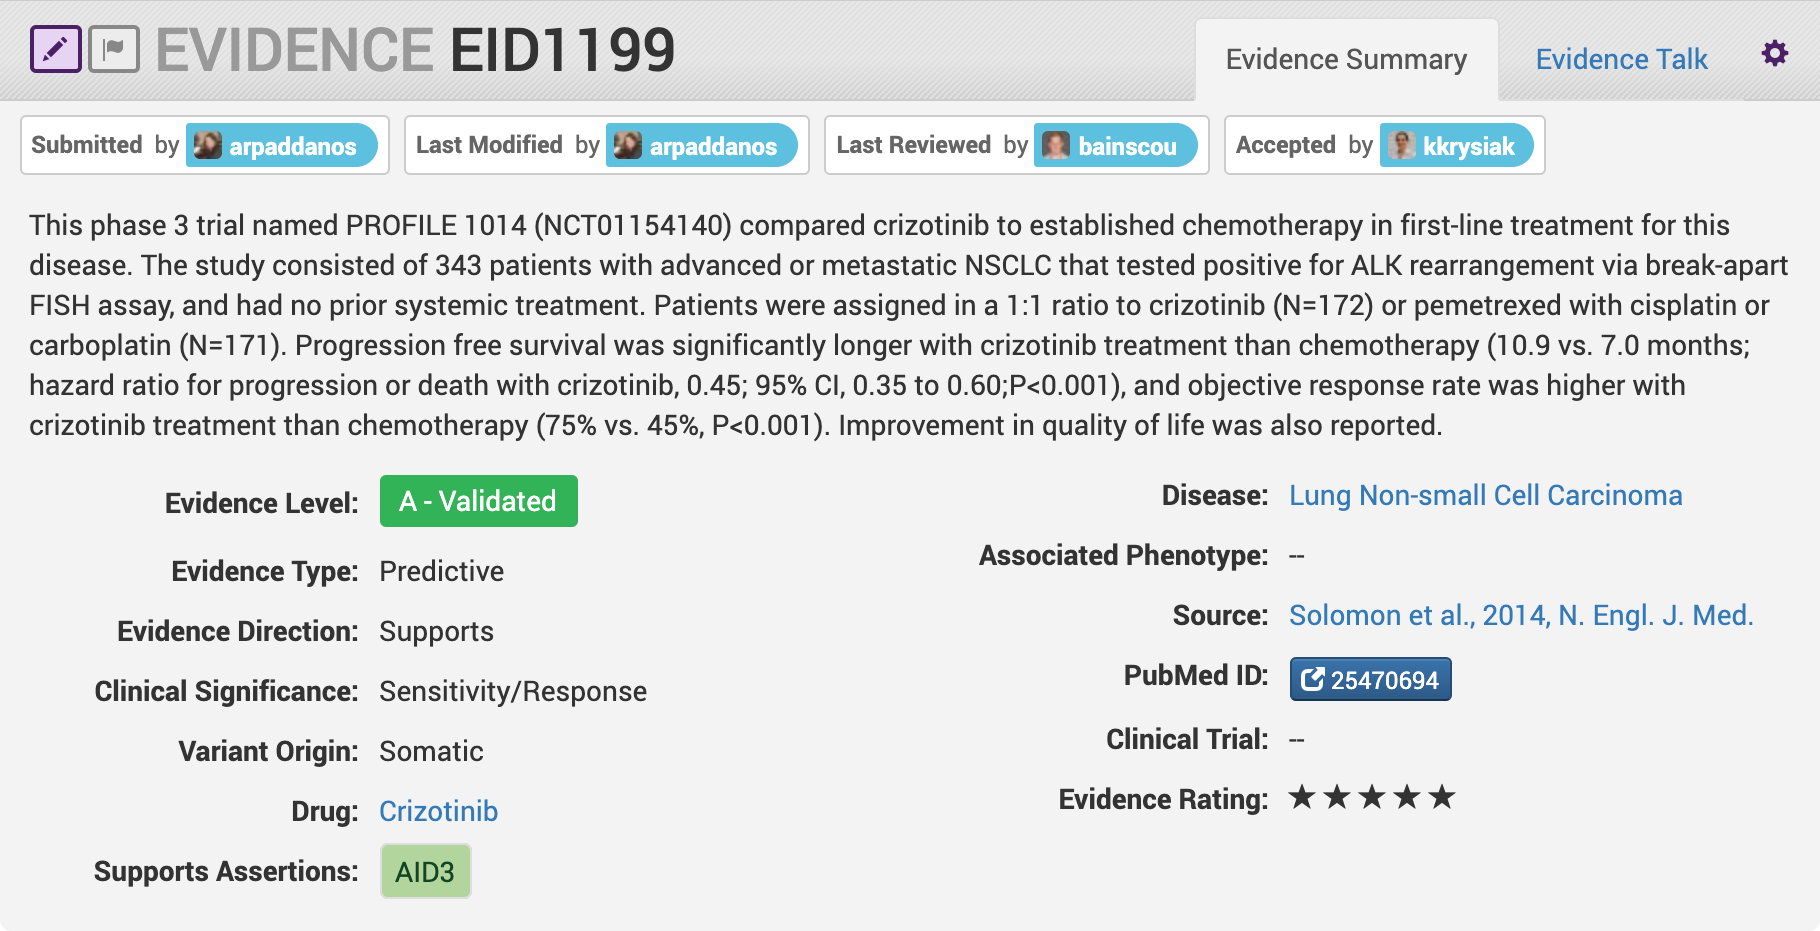 EVIDENCE EID1199
Evidence Summary
Evidence Talk
Submitted by arpaddanos
Last Modified by arpaddanos
Last Reviewed by bainscou
Accepted by kkrysiak
This phase 3 trial named PROFILE 1014 (NCT01154140) compared crizotinib to established chemotherapy in first-line treatment for this
disease. The study consisted of 343 patients with advanced or metastatic NSCLC that tested positive for ALK rearrangement via break-apart
FISH assay, and had no prior systemic treatment. Patients were assigned in a 1:1 ratio to crizotinib (N=172) or pemetrexed with cisplatin or
carboplatin (N=171). Progression free survival was significantly longer with crizotinib treatment than chemotherapy (10.9 vs. 7.0 months;
hazard ratio for progression or death with crizotinib, 0.45; 95% CI, 0.35 to 0.60;P<0.001), and objective response rate was higher with
crizotinib treatment than chemotherapy (75% vs. 45%, P<0.001). Improvement in quality of life was also reported.
Evidence Level: A - Validated
Evidence Type: Predictive
Evidence Direction: Supports
Clinical Significance: Sensitivity/Response
Variant Origin: Somatic
Drug: Crizotinib
Supports Assertions: AID3
Disease: Lung Non-small Cell Carcinoma
Associated Phenotype: --
Source: Solomon et al., 2014, N. Engl. J. Med.
PubMed ID: 25470694
Clinical Trial: --
Evidence Rating: ★★★★★